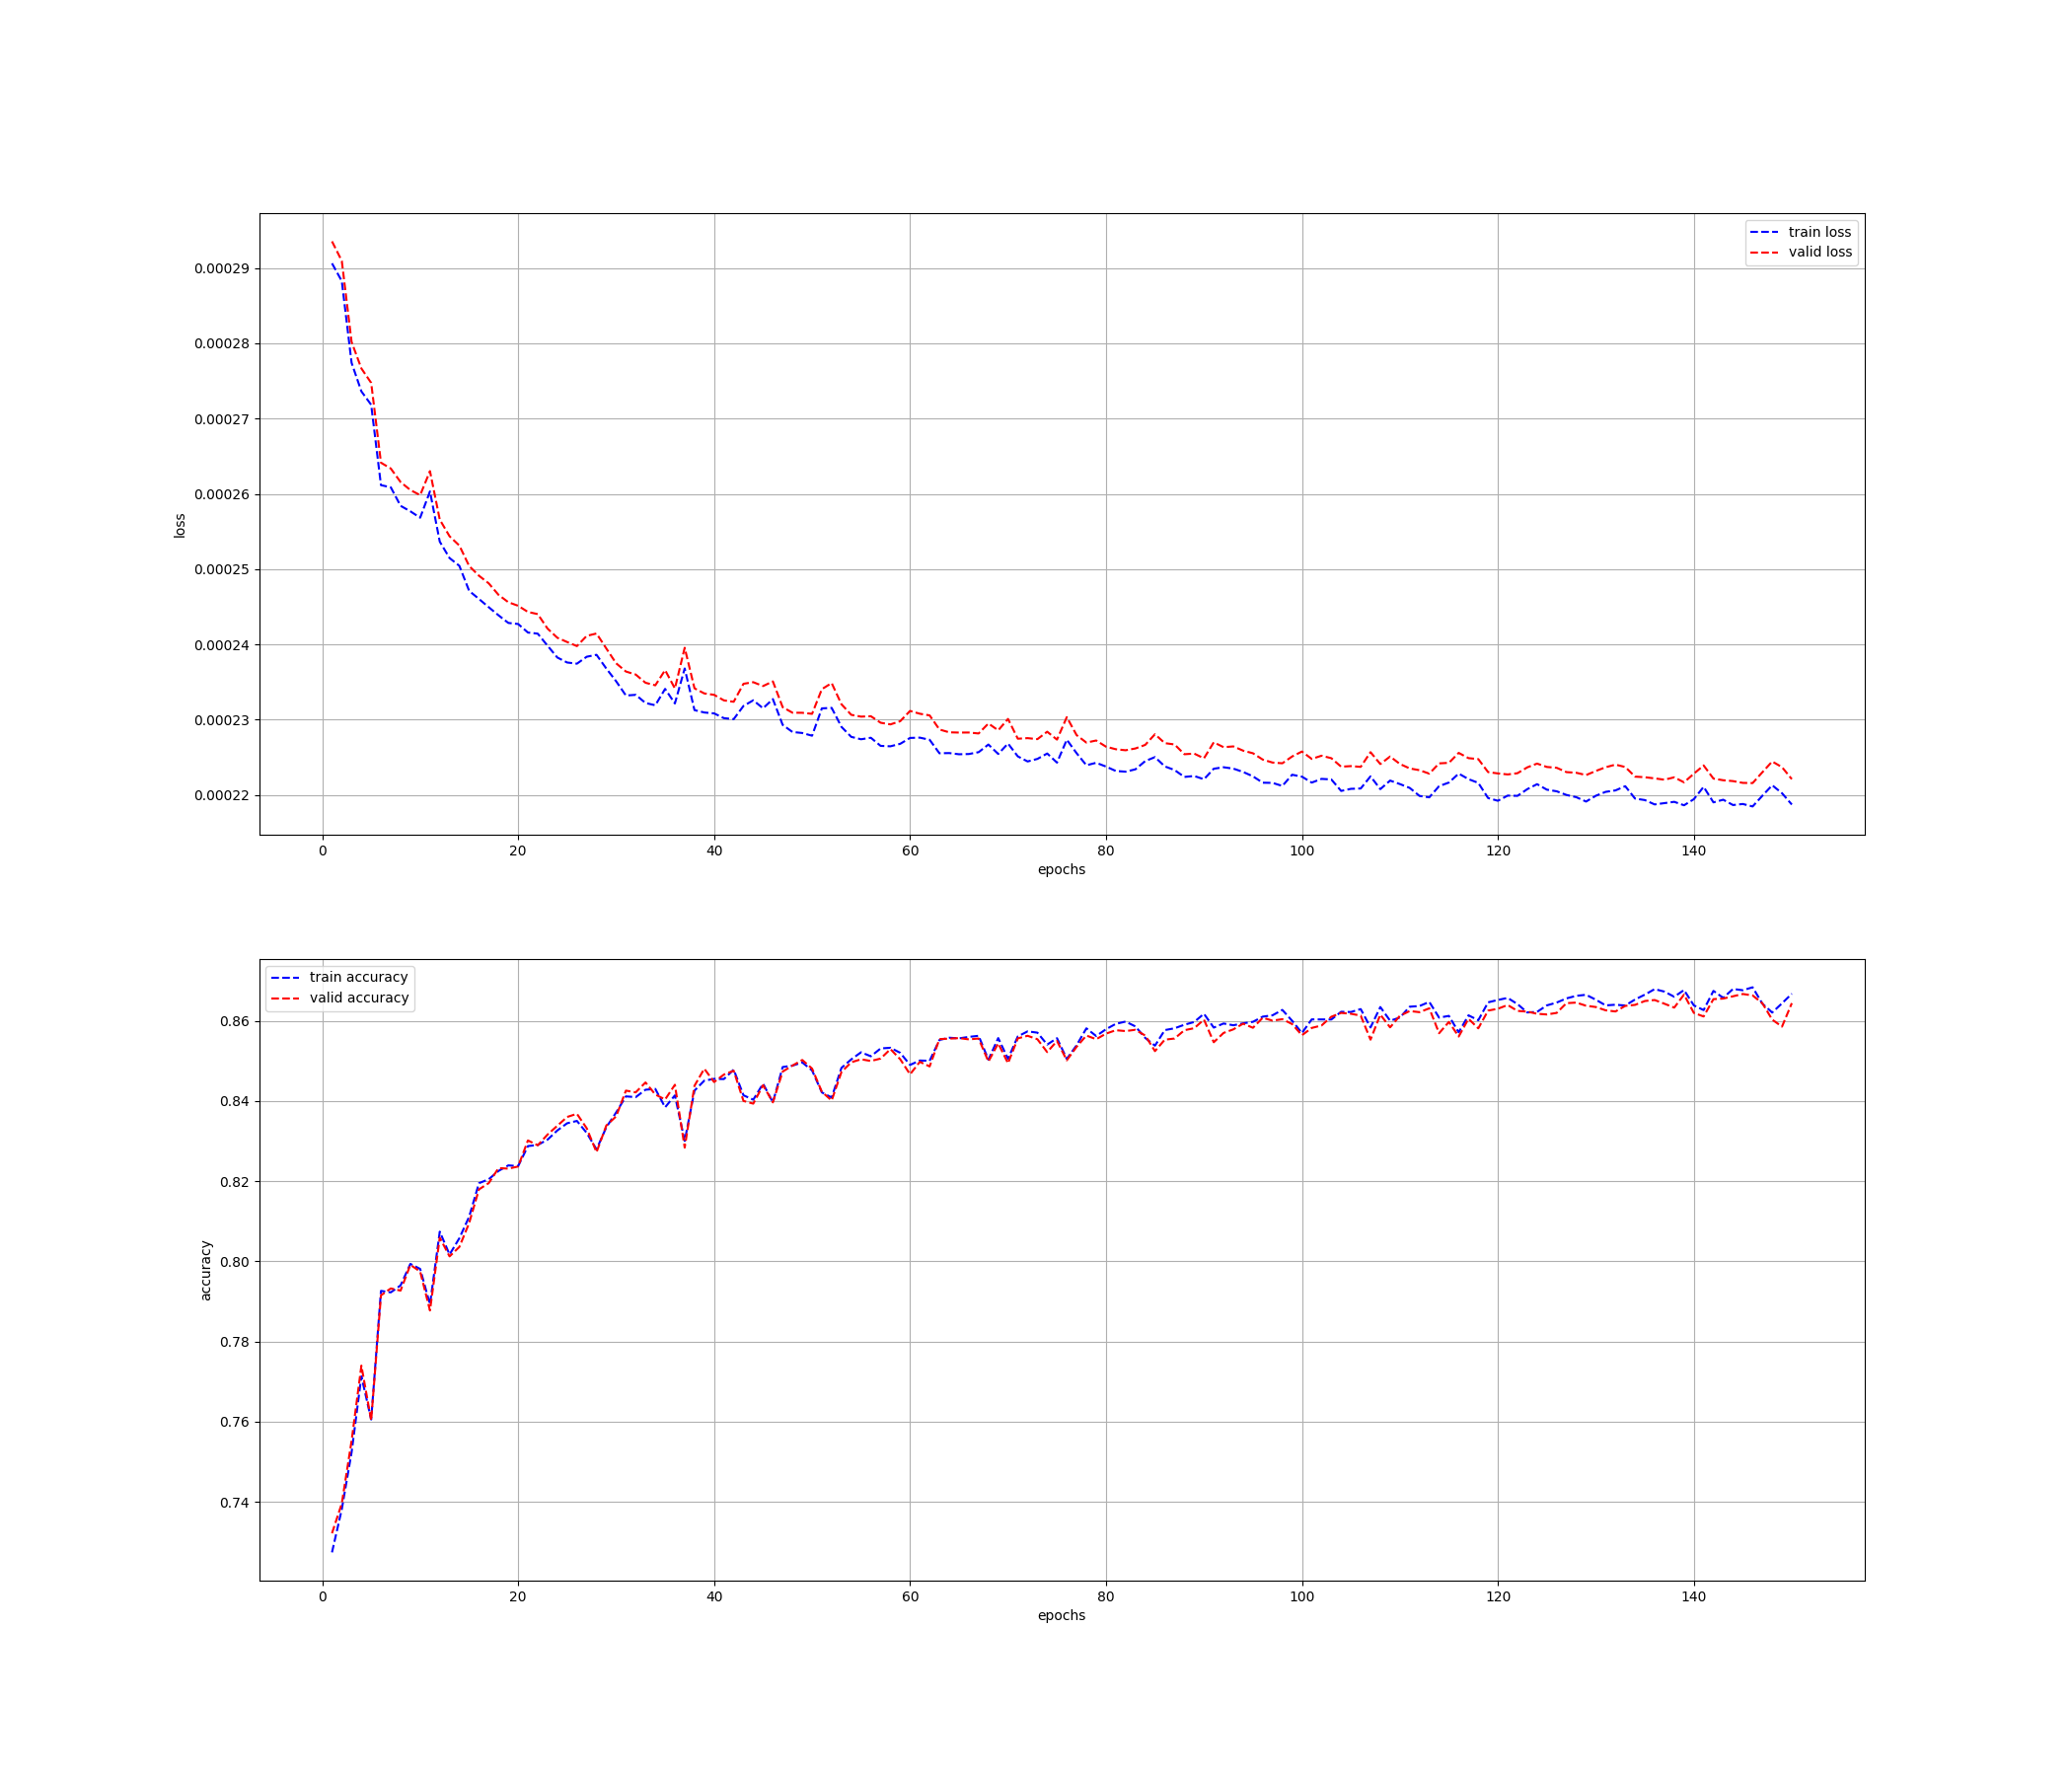 train loss
valid loss
0.00029
0.00028
0.00027
0.00026
0.00025
0.00024
0.00023
0.00022
loss
0 20 40 60 80 100 120 140
epochs
train accuracy
valid accuracy
0.86
0.84
0.82
0.80
0.78
0.76
0.74
accuracy
0 20 40 60 80 100 120 140
epochs